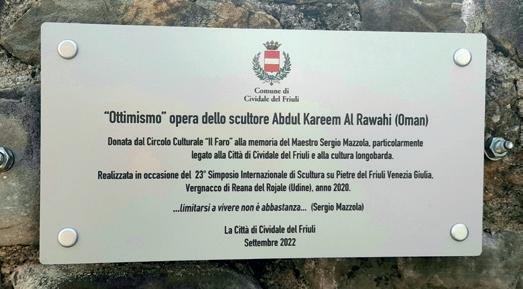 Comune di
Cividale del Friuli
“Ottimismo” opera dello scultore Abdul Kareem Al Rawahi (Oman)
Donata dal Circolo Culturale “Il Faro” alla memoria del Maestro Sergio Mazzola, particolarmente
legato alla Città di Cividale del Friuli e alla cultura longobarda.
Realizzata in occasione del 23° Simposio Internazionale di Scultura su Pietre del Friuli Venezia Giulia,
Vergnacco di Reana del Rojale (Udine), anno 2020.
...limitarsi a vivere non è abbastanza... (Sergio Mazzola)
La Città di Cividale del Friuli
Settembre 2022